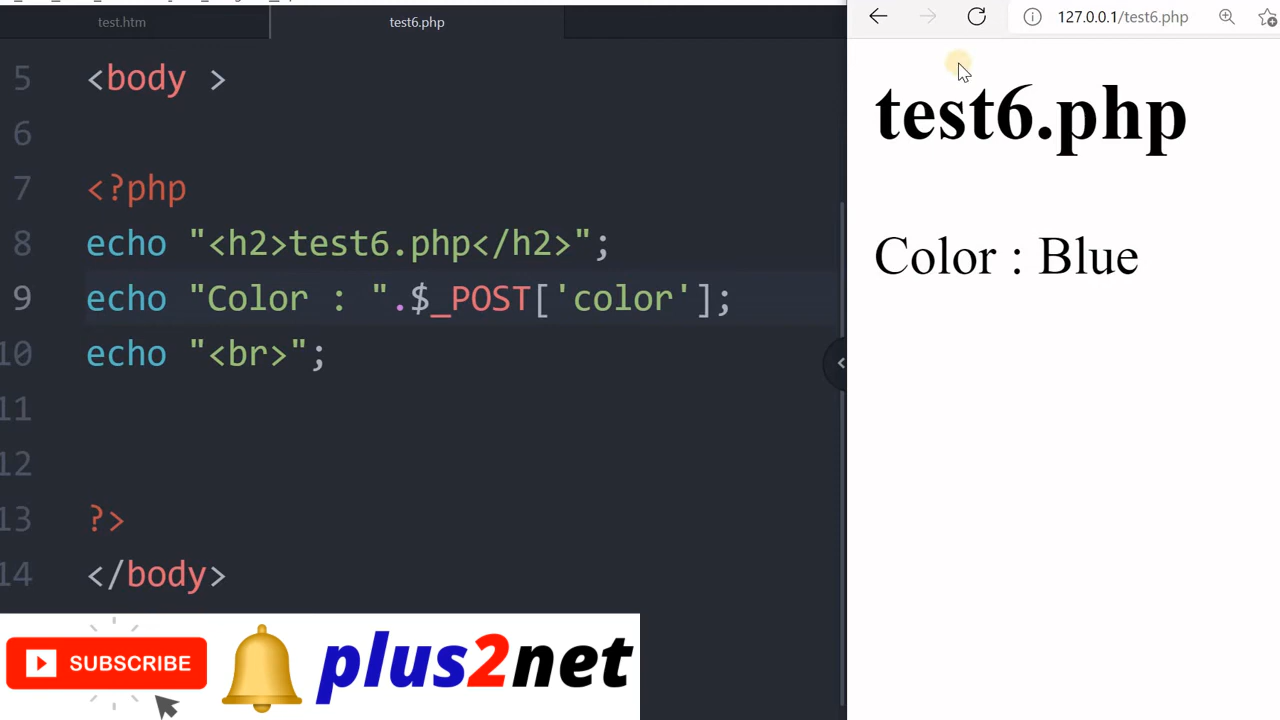 test.htm
test6.php
127.0.0.1/test6.php
5 <body >
6
7 <?php
8 echo "<h2>test6.php</h2>";
9 echo "Color : ".$_POST['color'];
10 echo "<br>";
11
12
13 ?>
14 </body>
test6.php
Color : Blue
SUBSCRIBE
plus2net